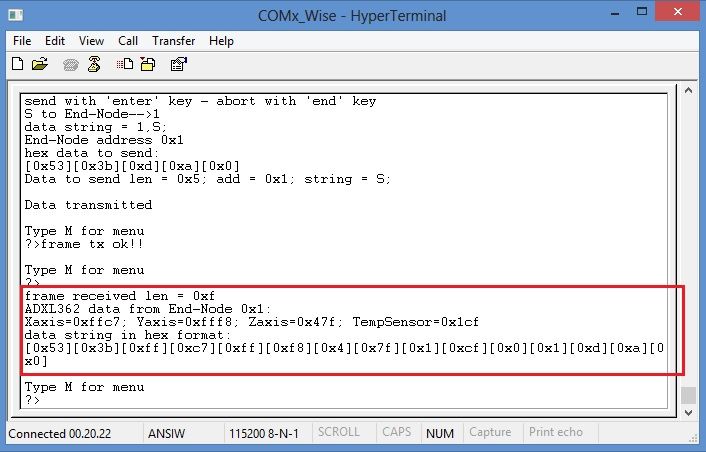 COMx_Wise - HyperTerminal
File Edit View Call Transfer Help
send with 'enter' key - abort with 'end' key
S to End-Node-->1
data string = 1,S;
End-Node address 0x1
hex data to send:
[0x53][0x3b][0xd][0xa][0x0]
Data to send len = 0x5; add = 0x1; string = S;
Data transmitted
Type M for menu
?>frame tx ok!!
Type M for menu
?>
frame received len = 0xf
ADXL362 data from End-Node 0x1:
Xaxis=0xffc7; Yaxis=0xfff8; Zaxis=0x47f; TempSensor=0x1cf
data string in hex format:
[0x53][0x3b][0xff][0xc7][0xff][0xf8][0x4][0x7f][0x1][0xcf][0x0][0x1][0xd][0xa][0
x0]
Type M for menu
?>
Connected 00.20.22 ANSIW 115200 8-N-1 SCROLL CAPS NUM Capture Print echo